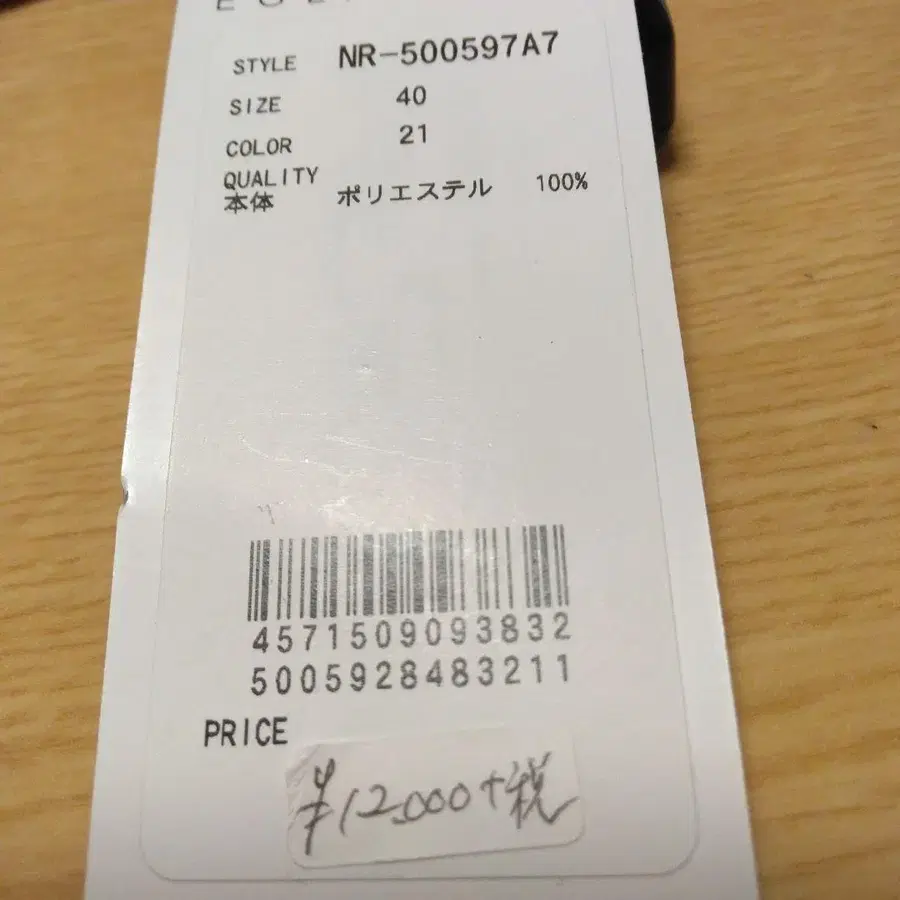 STYLE NR-500597A7
SIZE 40
COLOR 21
QUALITY
本体 ポリエステル 100%
4571509093832
5005928483211
PRICE
¥12,000+税